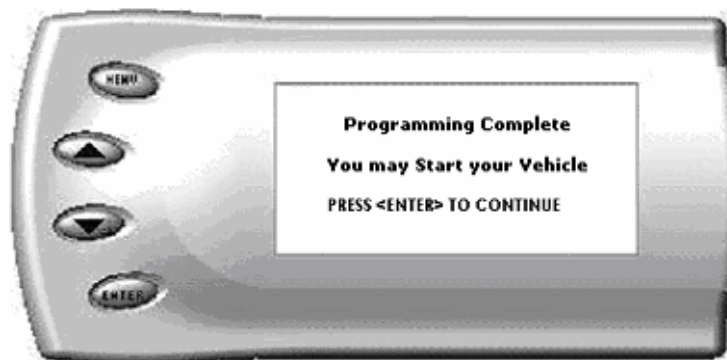 MENU
Programming Complete
You may Start your Vehicle
PRESS <ENTER> TO CONTINUE
ENTER